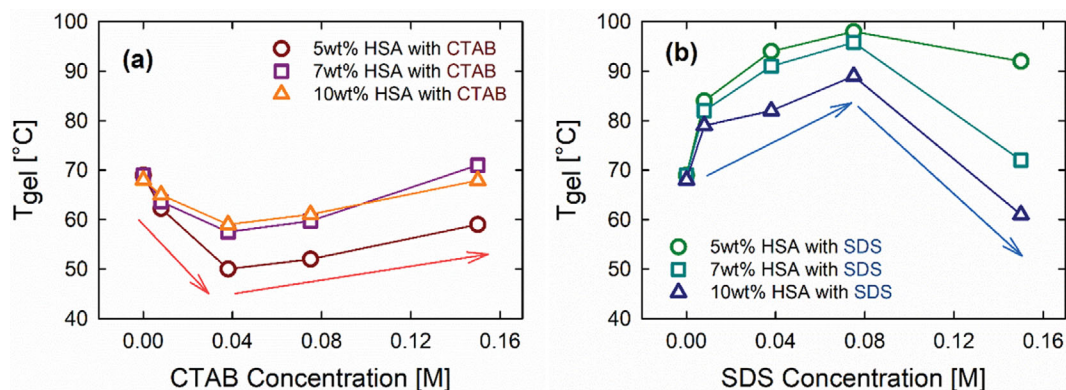 (a)
5wt% HSA with CTAB
7wt% HSA with CTAB
10wt% HSA with CTAB
Tgel [°C]
100
90
80
70
60
50
40
0.00 0.04 0.08 0.12 0.16
CTAB Concentration [M]
(b)
5wt% HSA with SDS
7wt% HSA with SDS
10wt% HSA with SDS
Tgel [°C]
100
90
80
70
60
50
40
0.00 0.04 0.08 0.12 0.16
SDS Concentration [M]